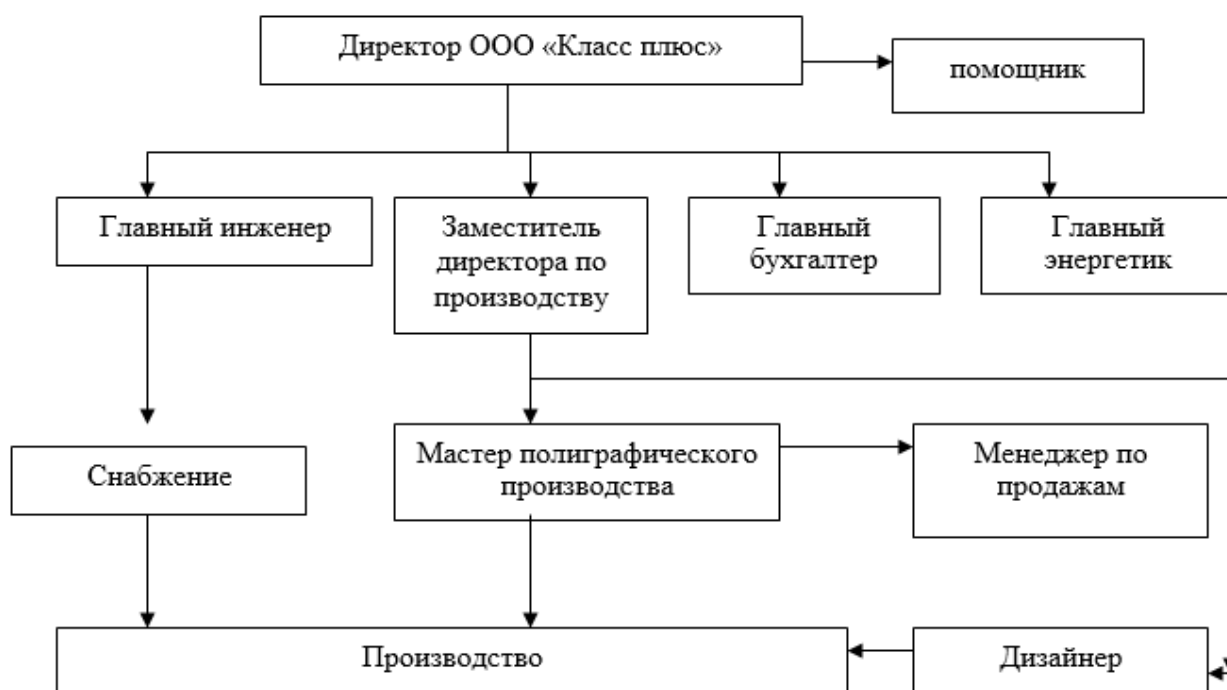 Директор ООО «Класс плюс»
помощник
Главный инженер
Заместитель
директора по
производству
Главный
бухгалтер
Главный
энергетик
Снабжение
Мастер полиграфического
производства
Менеджер по
продажам
Производство
Дизайнер